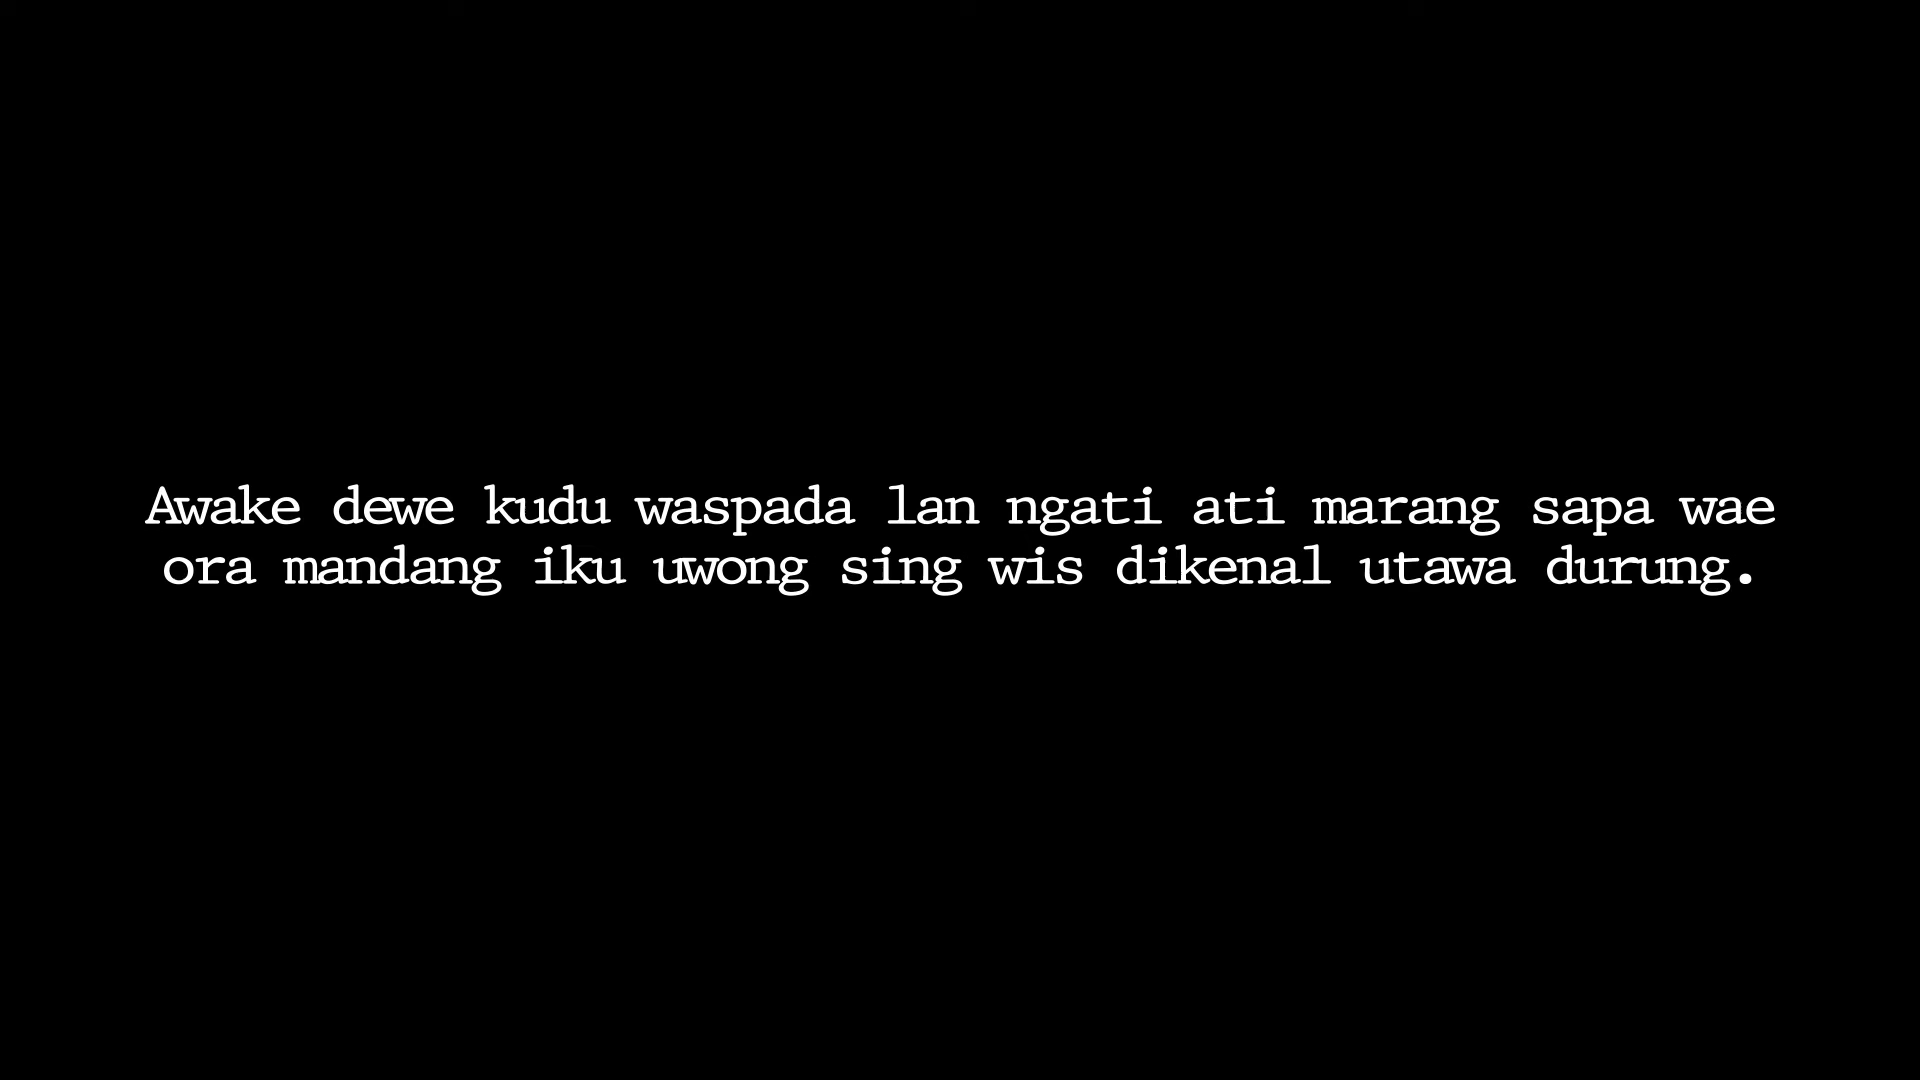 Awake dewe kudu waspada lan ngati ati marang sapa wae
ora mandang iku uwong sing wis dikenal utawa durung.